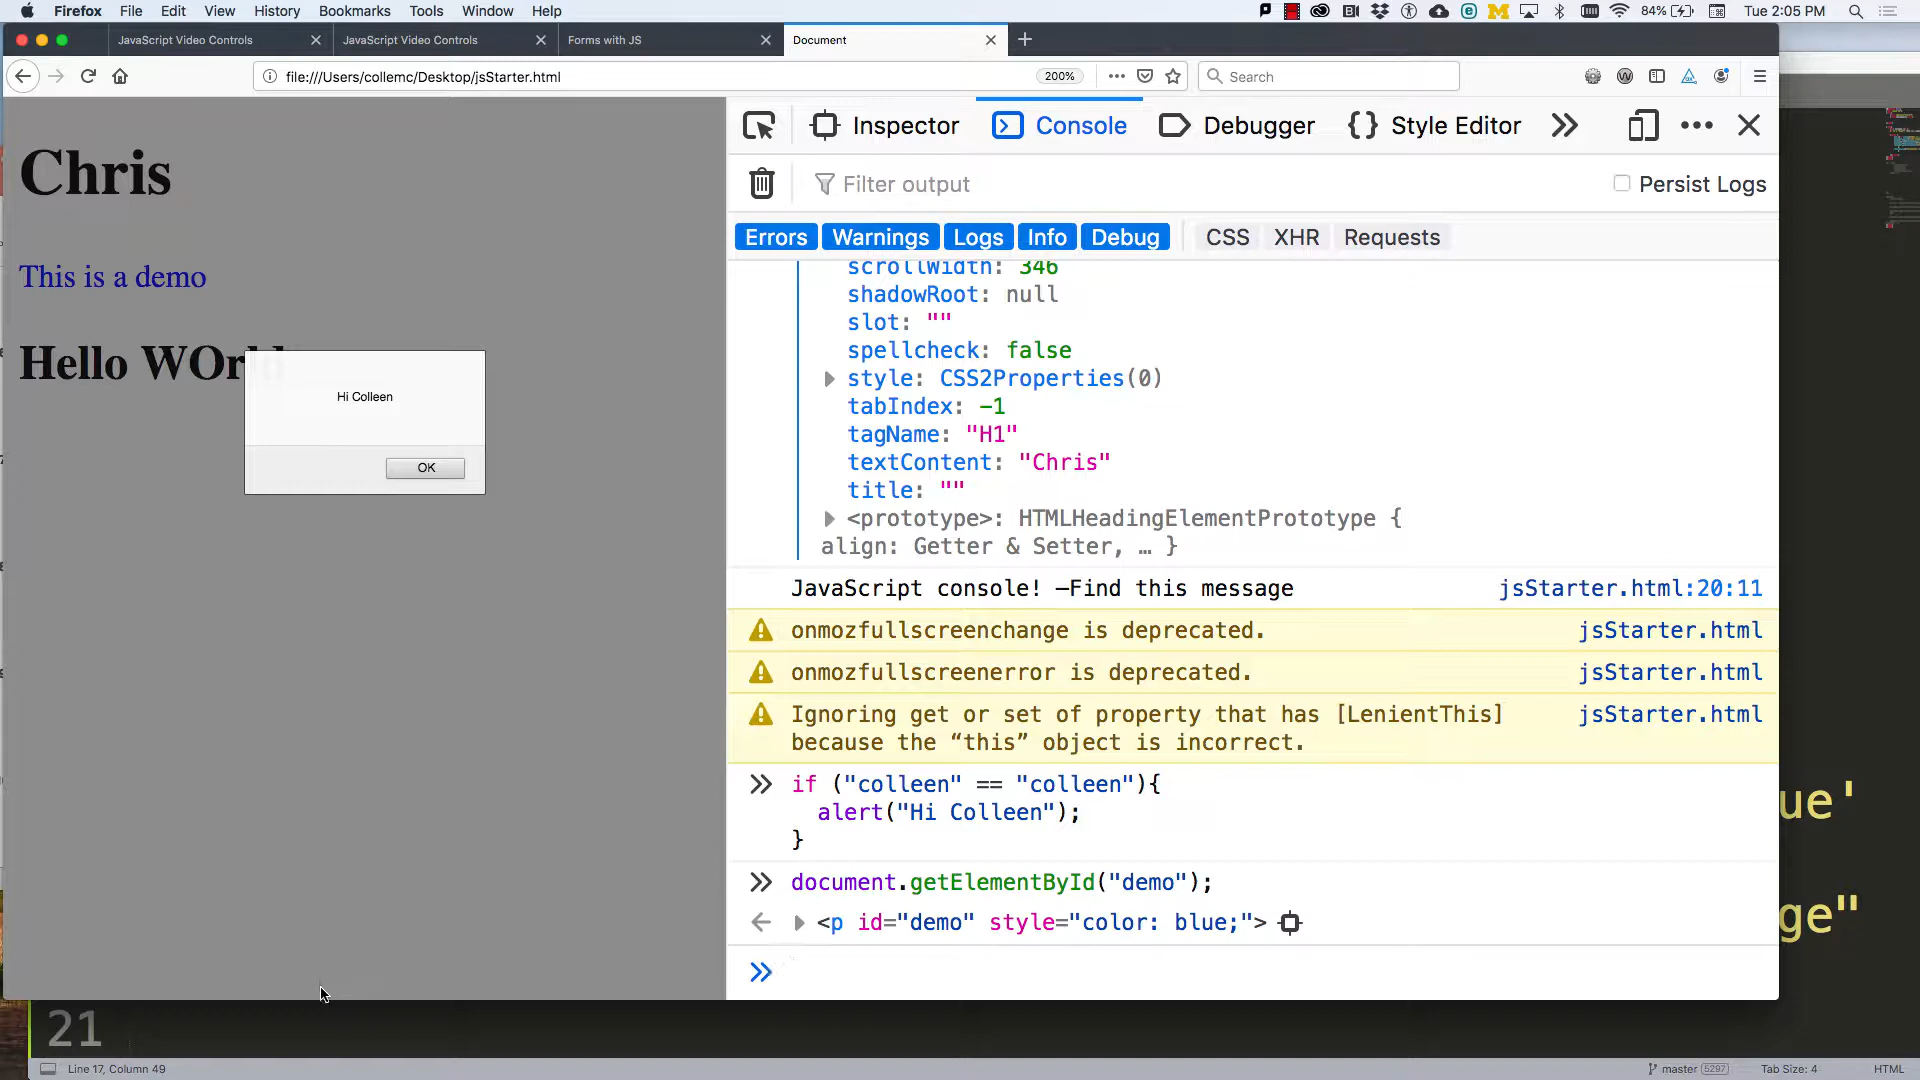 Firefox File Edit View History Bookmarks Tools Window Help 84% Tue 2:05 PM
JavaScript Video Controls JavaScript Video Controls Forms with JS Document
file:///Users/collemc/Desktop/jsStarter.html 200% Search
Chris
This is a demo
Hello WOrld
Hi Colleen
OK
Inspector Console Debugger Style Editor
Filter output Persist Logs
Errors Warnings Logs Info Debug CSS XHR Requests
scrollWidth: 346
shadowRoot: null
slot: ""
spellcheck: false
style: CSS2Properties(0)
tabIndex: -1
tagName: "H1"
textContent: "Chris"
title: ""
<prototype>: HTMLHeadingElementPrototype {
align: Getter & Setter, … }
JavaScript console! –Find this message jsStarter.html:20:11
onmozfullscreenchange is deprecated. jsStarter.html
onmozfullscreenerror is deprecated. jsStarter.html
Ignoring get or set of property that has [LenientThis] jsStarter.html
because the “this” object is incorrect.
if ("colleen" == "colleen"){
alert("Hi Colleen");
}
document.getElementById("demo");
<p id="demo" style="color: blue;">
ue'
ge"
21
Line 17, Column 49 master 5297 Tab Size: 4 HTML